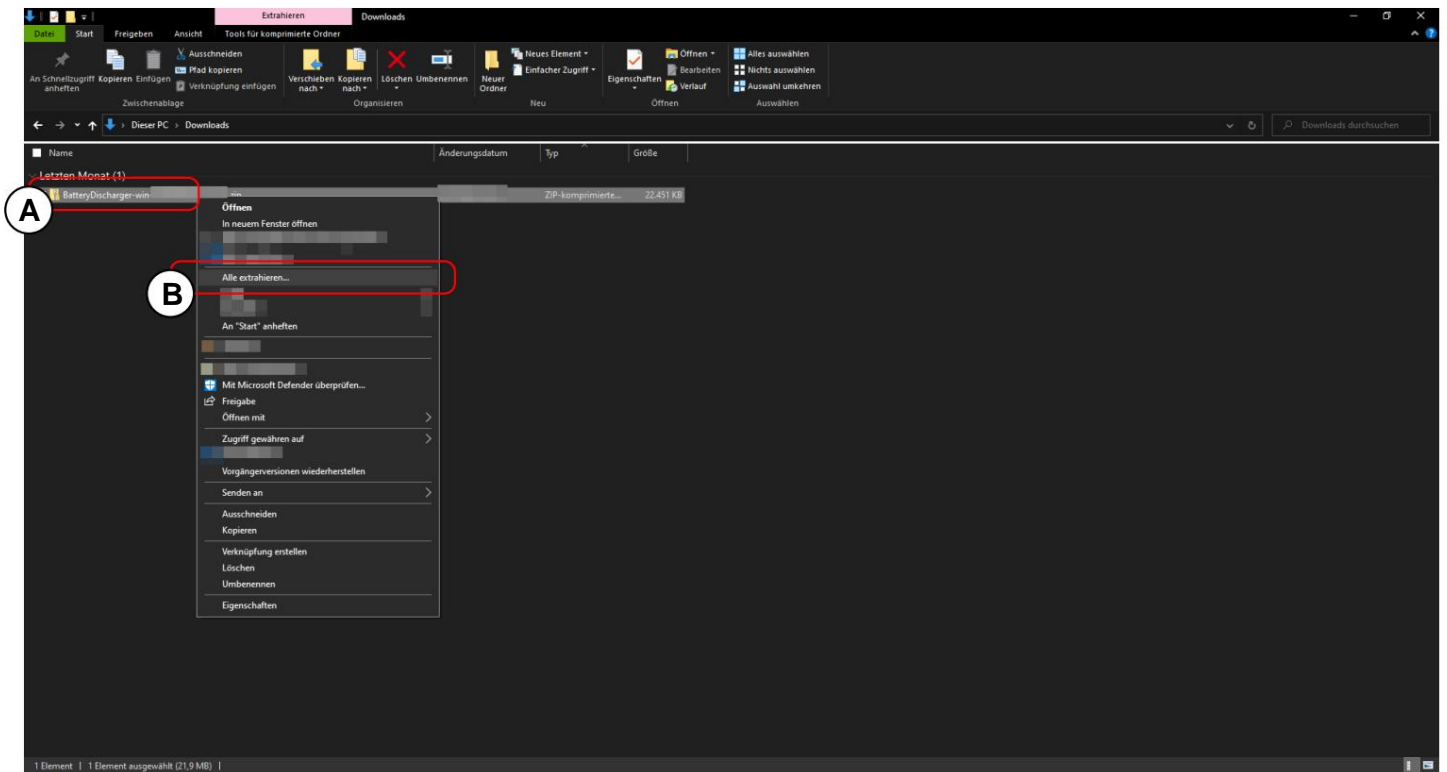 Extrahieren Downloads
Datei Start Freigeben Ansicht Tools für komprimierte Ordner
An Schnellzugriff anheften
Kopieren
Einfügen
Ausschneiden
Pfad kopieren
Verknüpfung einfügen
Verschieben nach
Kopieren nach
Löschen
Umbenennen
Neuer Ordner
Neues Element
Einfacher Zugriff
Eigenschaften
Öffnen
Bearbeiten
Verlauf
Alles auswählen
Nichts auswählen
Auswahl umkehren
Zwischenablage Organisieren Neu Öffnen Auswählen
Dieser PC › Downloads Downloads durchsuchen
Name Änderungsdatum Typ Größe
Letzten Monat (1)
A
BatteryDischarger-win .zip ZIP-komprimierte... 22.451 KB
Öffnen
In neuem Fenster öffnen
Alle extrahieren...
B
An "Start" anheften
Mit Microsoft Defender überprüfen...
Freigabe
Öffnen mit
Zugriff gewähren auf
Vorgängerversionen wiederherstellen
Senden an
Ausschneiden
Kopieren
Verknüpfung erstellen
Löschen
Umbenennen
Eigenschaften
1 Element | 1 Element ausgewählt (21,9 MB) |